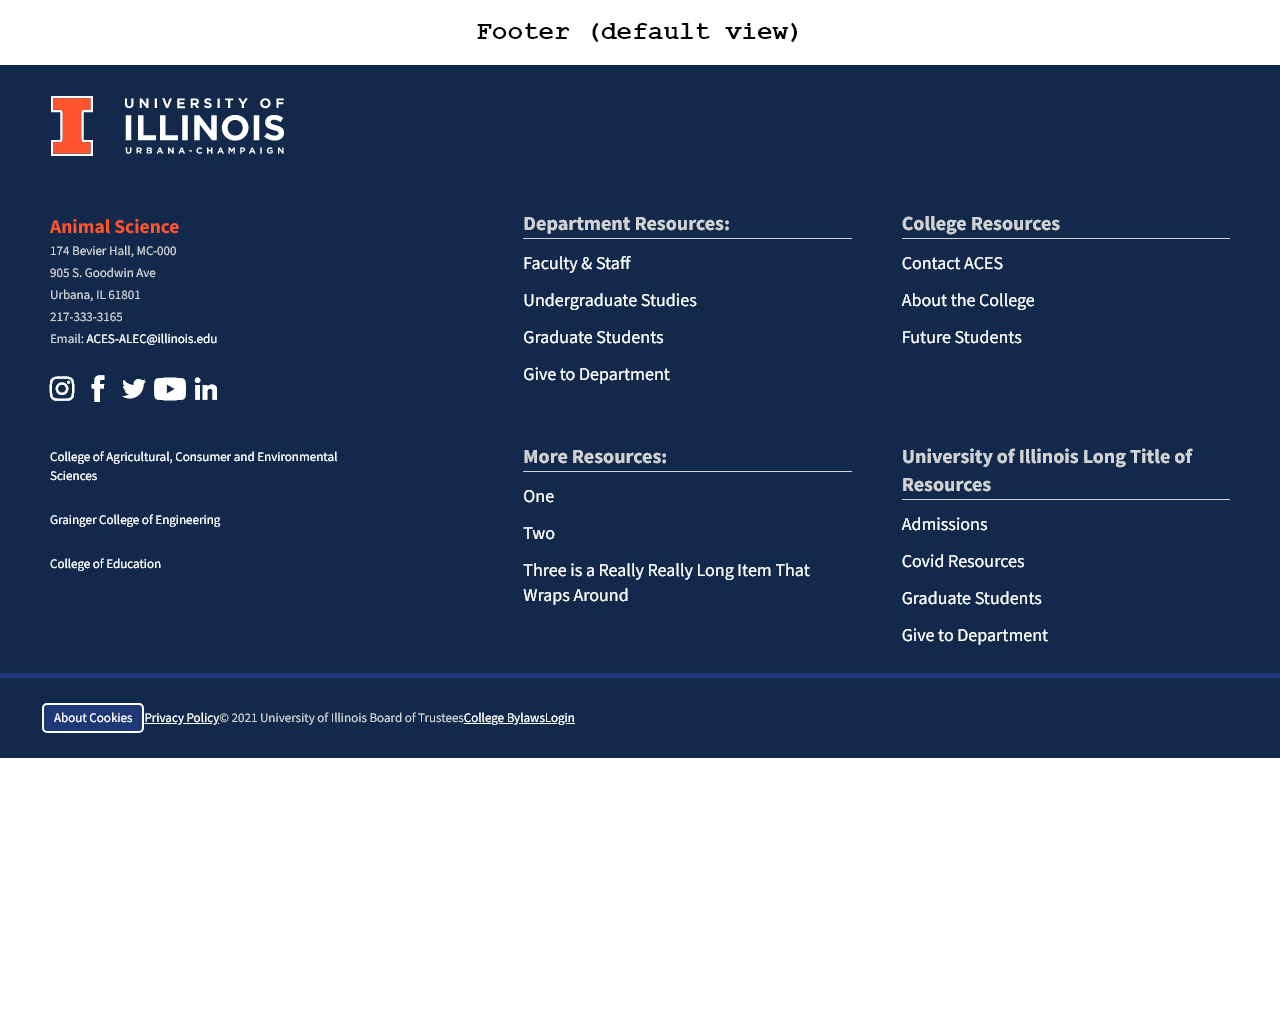 Footer (default view)
UNIVERSITY OF
ILLINOIS
URBANA-CHAMPAIGN
Animal Science
174 Bevier Hall, MC-000
905 S. Goodwin Ave
Urbana, IL 61801
217-333-3165
Email: ACES-ALEC@illinois.edu
College of Agricultural, Consumer and Environmental
Sciences
Grainger College of Engineering
College of Education
Department Resources:
Faculty & Staff
Undergraduate Studies
Graduate Students
Give to Department
College Resources
Contact ACES
About the College
Future Students
More Resources:
One
Two
Three is a Really Really Long Item That
Wraps Around
University of Illinois Long Title of
Resources
Admissions
Covid Resources
Graduate Students
Give to Department
About Cookies Privacy Policy© 2021 University of Illinois Board of TrusteesCollege BylawsLogin